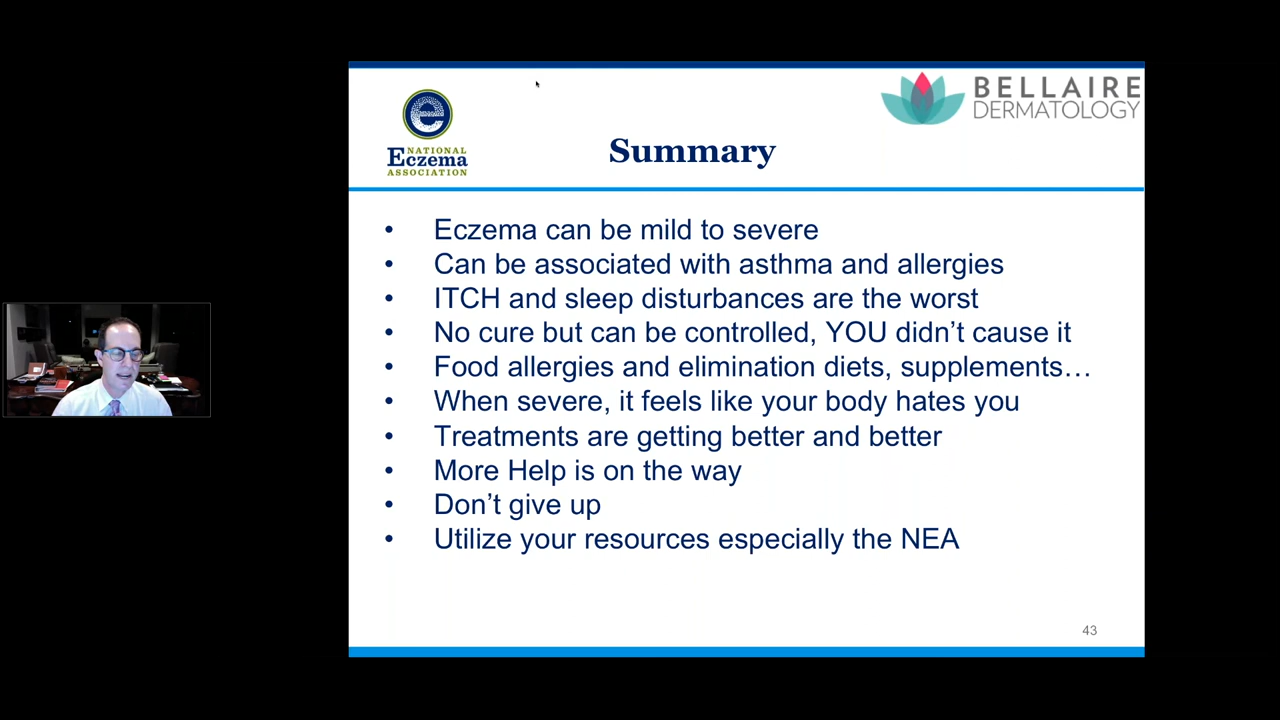 NATIONAL
Eczema
ASSOCIATION
BELLAIRE
DERMATOLOGY
Summary
• Eczema can be mild to severe
• Can be associated with asthma and allergies
• ITCH and sleep disturbances are the worst
• No cure but can be controlled, YOU didn’t cause it
• Food allergies and elimination diets, supplements…
• When severe, it feels like your body hates you
• Treatments are getting better and better
• More Help is on the way
• Don’t give up
• Utilize your resources especially the NEA
43